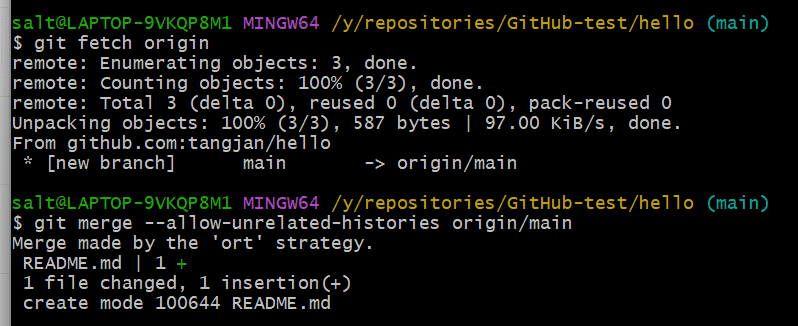 salt@LAPTOP-9VKQP8M1 MINGW64 /y/repositories/GitHub-test/hello (main)
$ git fetch origin
remote: Enumerating objects: 3, done.
remote: Counting objects: 100% (3/3), done.
remote: Total 3 (delta 0), reused 0 (delta 0), pack-reused 0
Unpacking objects: 100% (3/3), 587 bytes | 97.00 KiB/s, done.
From github.com:tangjan/hello
 * [new branch]      main       -> origin/main
salt@LAPTOP-9VKQP8M1 MINGW64 /y/repositories/GitHub-test/hello (main)
$ git merge --allow-unrelated-histories origin/main
Merge made by the 'ort' strategy.
 README.md | 1 +
 1 file changed, 1 insertion(+)
 create mode 100644 README.md